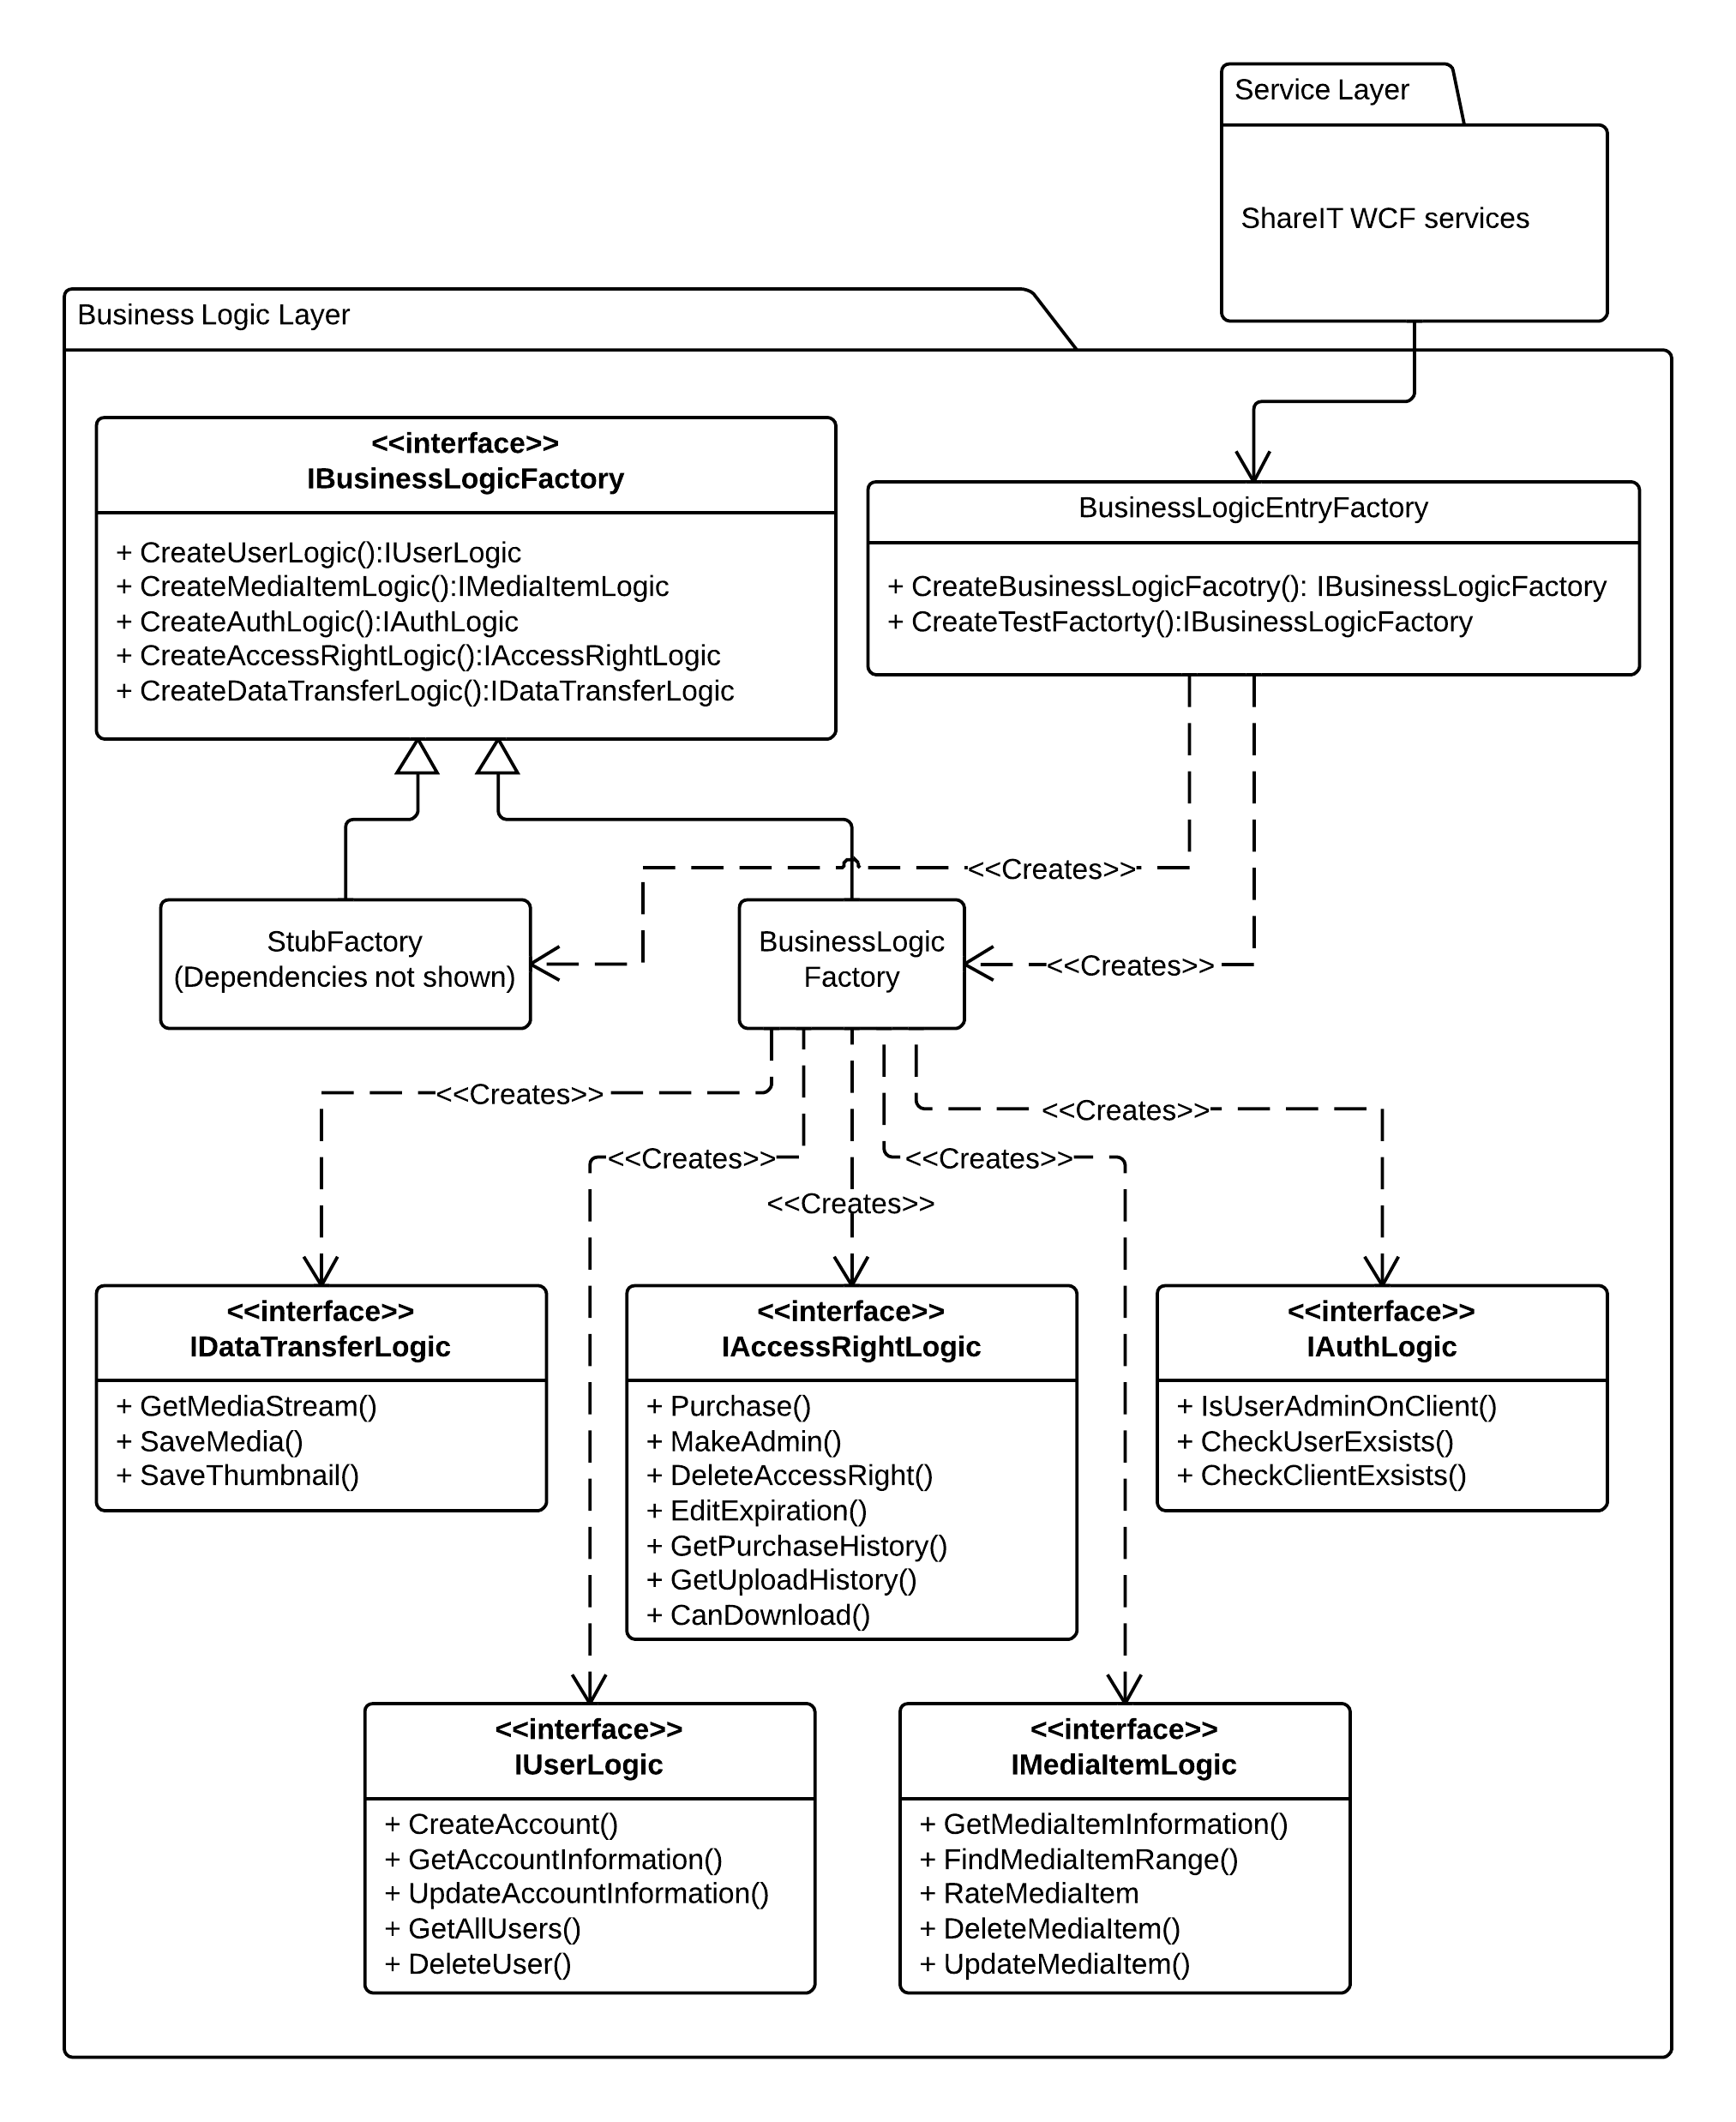 Service Layer
ShareIT WCF services
Business Logic Layer
<<interface>>
IBusinessLogicFactory
+ CreateUserLogic():IUserLogic
+ CreateMediaItemLogic():IMediaItemLogic
+ CreateAuthLogic():IAuthLogic
+ CreateAccessRightLogic():IAccessRightLogic
+ CreateDataTransferLogic():IDataTransferLogic
BusinessLogicEntryFactory
+ CreateBusinessLogicFacotry(): IBusinessLogicFactory
+ CreateTestFactorty():IBusinessLogicFactory
<<Creates>>
StubFactory
(Dependencies not shown)
BusinessLogic
Factory
<<Creates>>
<<Creates>>
<<Creates>>
<<Creates>>
<<Creates>>
<<Creates>>
<<interface>>
IDataTransferLogic
+ GetMediaStream()
+ SaveMedia()
+ SaveThumbnail()
<<interface>>
IAccessRightLogic
+ Purchase()
+ MakeAdmin()
+ DeleteAccessRight()
+ EditExpiration()
+ GetPurchaseHistory()
+ GetUploadHistory()
+ CanDownload()
<<interface>>
IAuthLogic
+ IsUserAdminOnClient()
+ CheckUserExsists()
+ CheckClientExsists()
<<interface>>
IUserLogic
+ CreateAccount()
+ GetAccountInformation()
+ UpdateAccountInformation()
+ GetAllUsers()
+ DeleteUser()
<<interface>>
IMediaItemLogic
+ GetMediaItemInformation()
+ FindMediaItemRange()
+ RateMediaItem
+ DeleteMediaItem()
+ UpdateMediaItem()